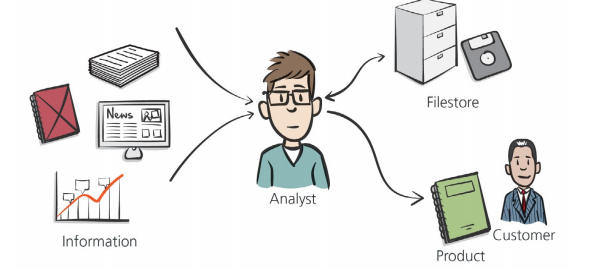 News
Filestore
Analyst
Information
Customer
Product